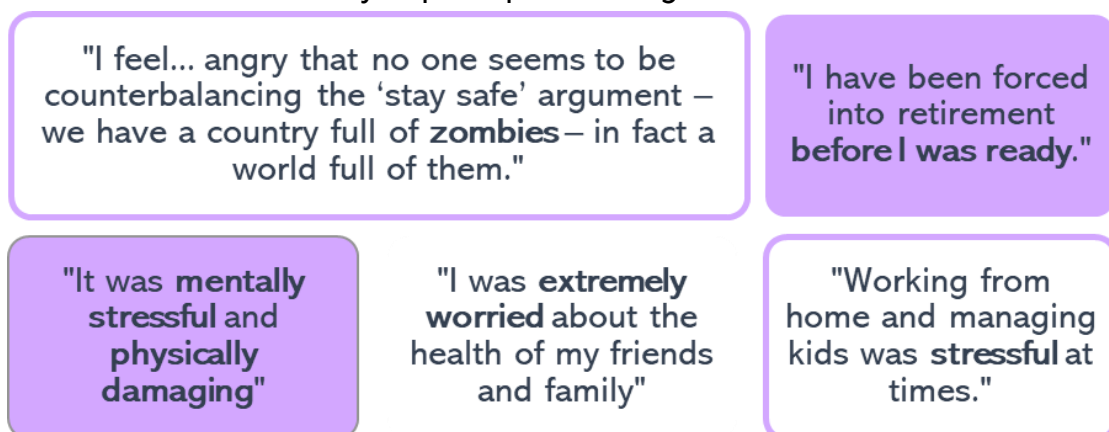 "I feel... angry that no one seems to be
counterbalancing the ‘stay safe’ argument –
we have a country full of zombies – in fact a
world full of them."
"I have been forced
into retirement
before I was ready."
"It was mentally
stressful and
physically
damaging"
"I was extremely
worried about the
health of my friends
and family"
"Working from
home and managing
kids was stressful at
times."